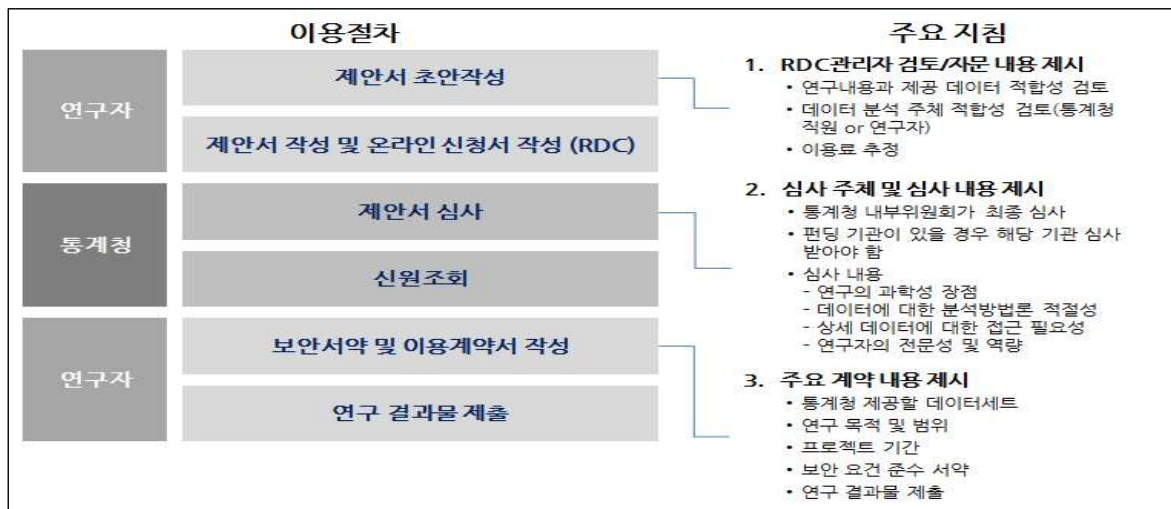 이용절차
연구자
제안서 초안작성
제안서 작성 및 온라인 신청서 작성 (RDC)
통계청
제안서 심사
신원조회
연구자
보안서약 및 이용계약서 작성
연구 결과물 제출
주요 지침
1. RDC관리자 검토/자문 내용 제시
• 연구내용과 제공 데이터 적합성 검토
• 데이터 분석 주체 적합성 검토(통계청
직원 or 연구자)
• 이용료 추정
2. 심사 주체 및 심사 내용 제시
• 통계청 내부위원회가 최종 심사
• 펀딩 기관이 있을 경우 해당 기관 심사
받아야 함
• 심사 내용
- 연구의 과학성 장점
- 데이터에 대한 분석방법론 적절성
- 상세 데이터에 대한 접근 필요성
- 연구자의 전문성 및 역량
3. 주요 계약 내용 제시
• 통계청 제공할 데이터세트
• 연구 목적 및 범위
• 프로젝트 기간
• 보안 요건 준수 서약
• 연구 결과물 제출